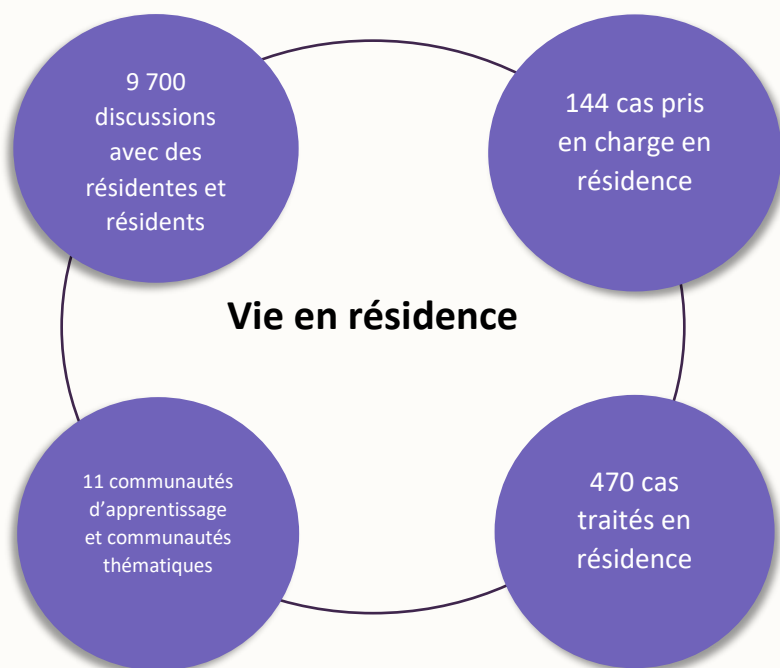 9 700
discussions
avec des
résidentes et
résidents
144 cas pris
en charge en
résidence
Vie en résidence
11 communautés
d’apprentissage
et communautés
thématiques
470 cas
traités en
résidence